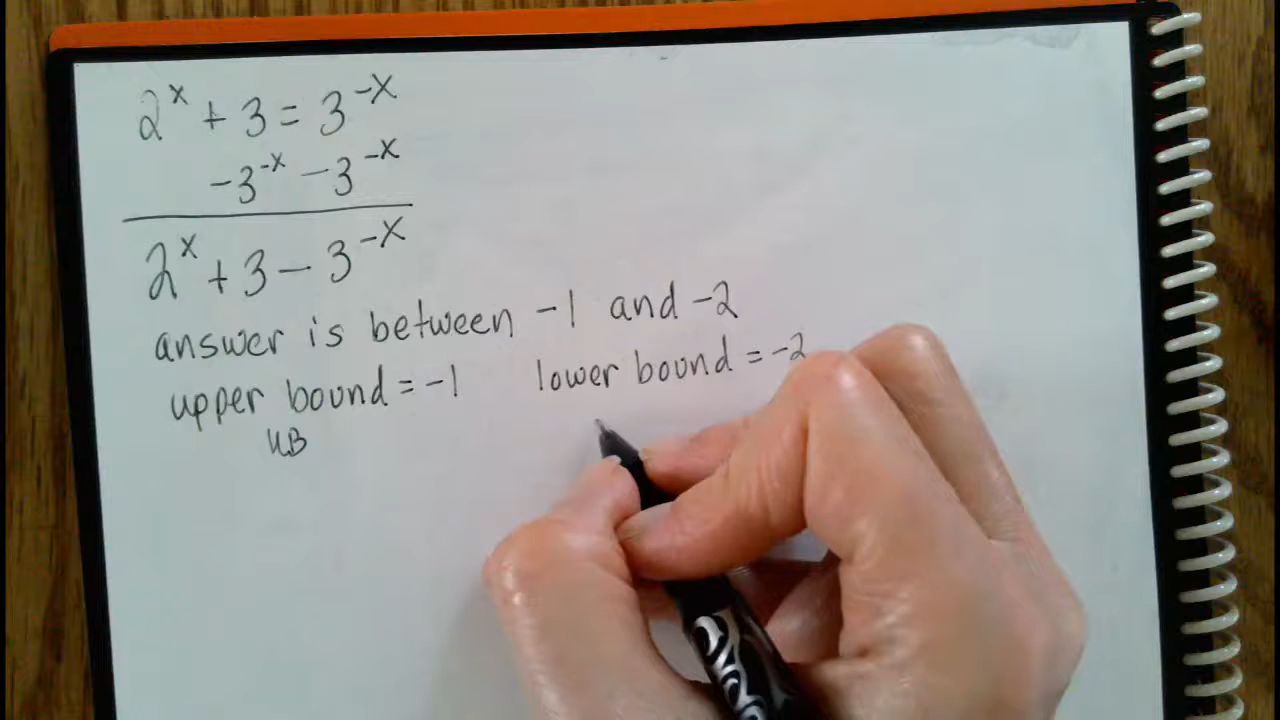 2^x + 3 = 3^-x
-3^-x -3^-x
2^x + 3 - 3^-x
answer is between -1 and -2
upper bound = -1 lower bound = -2
UB